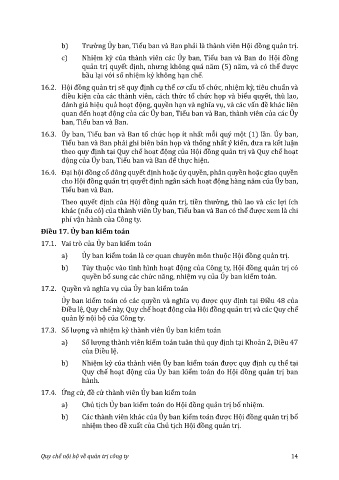 b) Trưởng Ủy ban, Tiểu ban và Ban phải là thành viên Hội đồng quản trị.
c) Nhiệm kỳ của thành viên các Ủy ban, Tiểu ban và Ban do Hội đồng
quản trị quyết định, nhưng không quá năm (5) năm, và có thể được
bầu lại với số nhiệm kỳ không hạn chế.
16.2. Hội đồng quản trị sẽ quy định cụ thể cơ cấu tổ chức, nhiệm kỳ, tiêu chuẩn và
điều kiện của các thành viên, cách thức tổ chức họp và biểu quyết, thù lao,
đánh giá hiệu quả hoạt động, quyền hạn và nghĩa vụ, và các vấn đề khác liên
quan đến hoạt động của các Ủy ban, Tiểu ban và Ban, thành viên của các Ủy
ban, Tiểu ban và Ban.
16.3. Ủy ban, Tiểu ban và Ban tổ chức họp ít nhất mỗi quý một (1) lần. Ủy ban,
Tiểu ban và Ban phải ghi biên bản họp và thống nhất ý kiến, đưa ra kết luận
theo quy định tại Quy chế hoạt động của Hội đồng quản trị và Quy chế hoạt
động của Ủy ban, Tiểu ban và Ban để thực hiện.
16.4. Đại hội đồng cổ đông quyết định hoặc ủy quyền, phân quyền hoặc giao quyền
cho Hội đồng quản trị quyết định ngân sách hoạt động hàng năm của Ủy ban,
Tiểu ban và Ban.
Theo quyết định của Hội đồng quản trị, tiền thưởng, thù lao và các lợi ích
khác (nếu có) của thành viên Ủy ban, Tiểu ban và Ban có thể được xem là chi
phí vận hành của Công ty.
Điều 17. Ủy ban kiểm toán
17.1. Vai trò của Ủy ban kiểm toán
a) Ủy ban kiểm toán là cơ quan chuyên môn thuộc Hội đồng quản trị.
b) Tùy thuộc vào tình hình hoạt động của Công ty, Hội đồng quản trị có
quyền bổ sung các chức năng, nhiệm vụ của Ủy ban kiểm toán.
17.2. Quyền và nghĩa vụ của Ủy ban kiểm toán
Ủy ban kiểm toán có các quyền và nghĩa vụ được quy định tại Điều 48 của
Điều lệ, Quy chế này, Quy chế hoạt động của Hội đồng quản trị và các Quy chế
quản lý nội bộ của Công ty.
17.3. Số lượng và nhiệm kỳ thành viên Ủy ban kiểm toán
a) Số lượng thành viên kiểm toán tuân thủ quy định tại Khoản 2, Điều 47
của Điều lệ.
b) Nhiệm kỳ của thành viên Ủy ban kiểm toán được quy định cụ thể tại
Quy chế hoạt động của Ủy ban kiểm toán do Hội đồng quản trị ban
hành.
17.4. Ứng cử, đề cử thành viên Ủy ban kiểm toán
a) Chủ tịch Ủy ban kiểm toán do Hội đồng quản trị bổ nhiệm.
b) Các thành viên khác của Ủy ban kiểm toán được Hội đồng quản trị bổ
nhiệm theo đề xuất của Chủ tịch Hội đồng quản trị.
Quy chế nội bộ về quản trị công ty 14